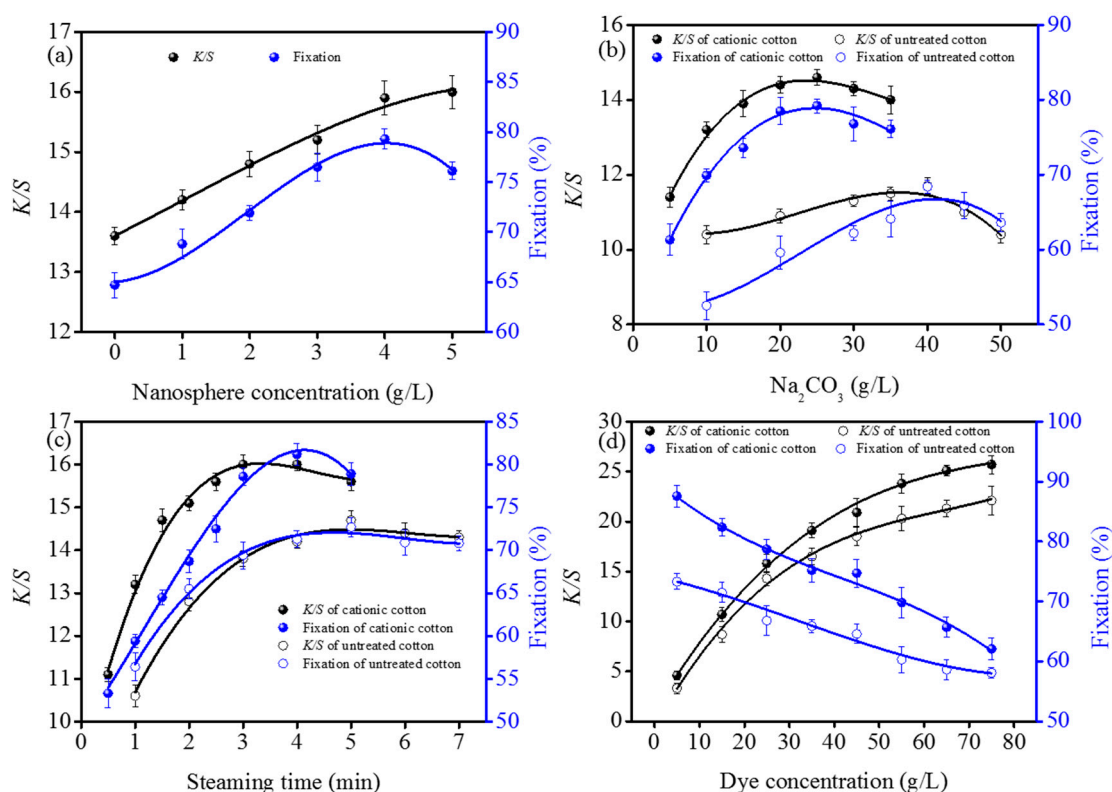 (a)
K/S
Fixation
17
16
15
14
13
12
K/S
90
85
80
75
70
65
60
Fixation (%)
0 1 2 3 4 5
Nanosphere concentration (g/L)
(b)
K/S of cationic cotton
K/S of untreated cotton
Fixation of cationic cotton
Fixation of untreated cotton
16
14
12
10
8
K/S
90
80
70
60
50
Fixation (%)
10 20 30 40 50
Na₂CO₃ (g/L)
(c)
17
16
15
14
13
12
11
10
K/S
K/S of cationic cotton
Fixation of cationic cotton
K/S of untreated cotton
Fixation of untreated cotton
85
80
75
70
65
60
55
50
Fixation (%)
0 1 2 3 4 5 6 7
Steaming time (min)
(d)
K/S of cationic cotton
K/S of untreated cotton
Fixation of cationic cotton
Fixation of untreated cotton
30
25
20
15
10
5
0
K/S
100
90
80
70
60
50
Fixation (%)
0 10 20 30 40 50 60 70 80
Dye concentration (g/L)